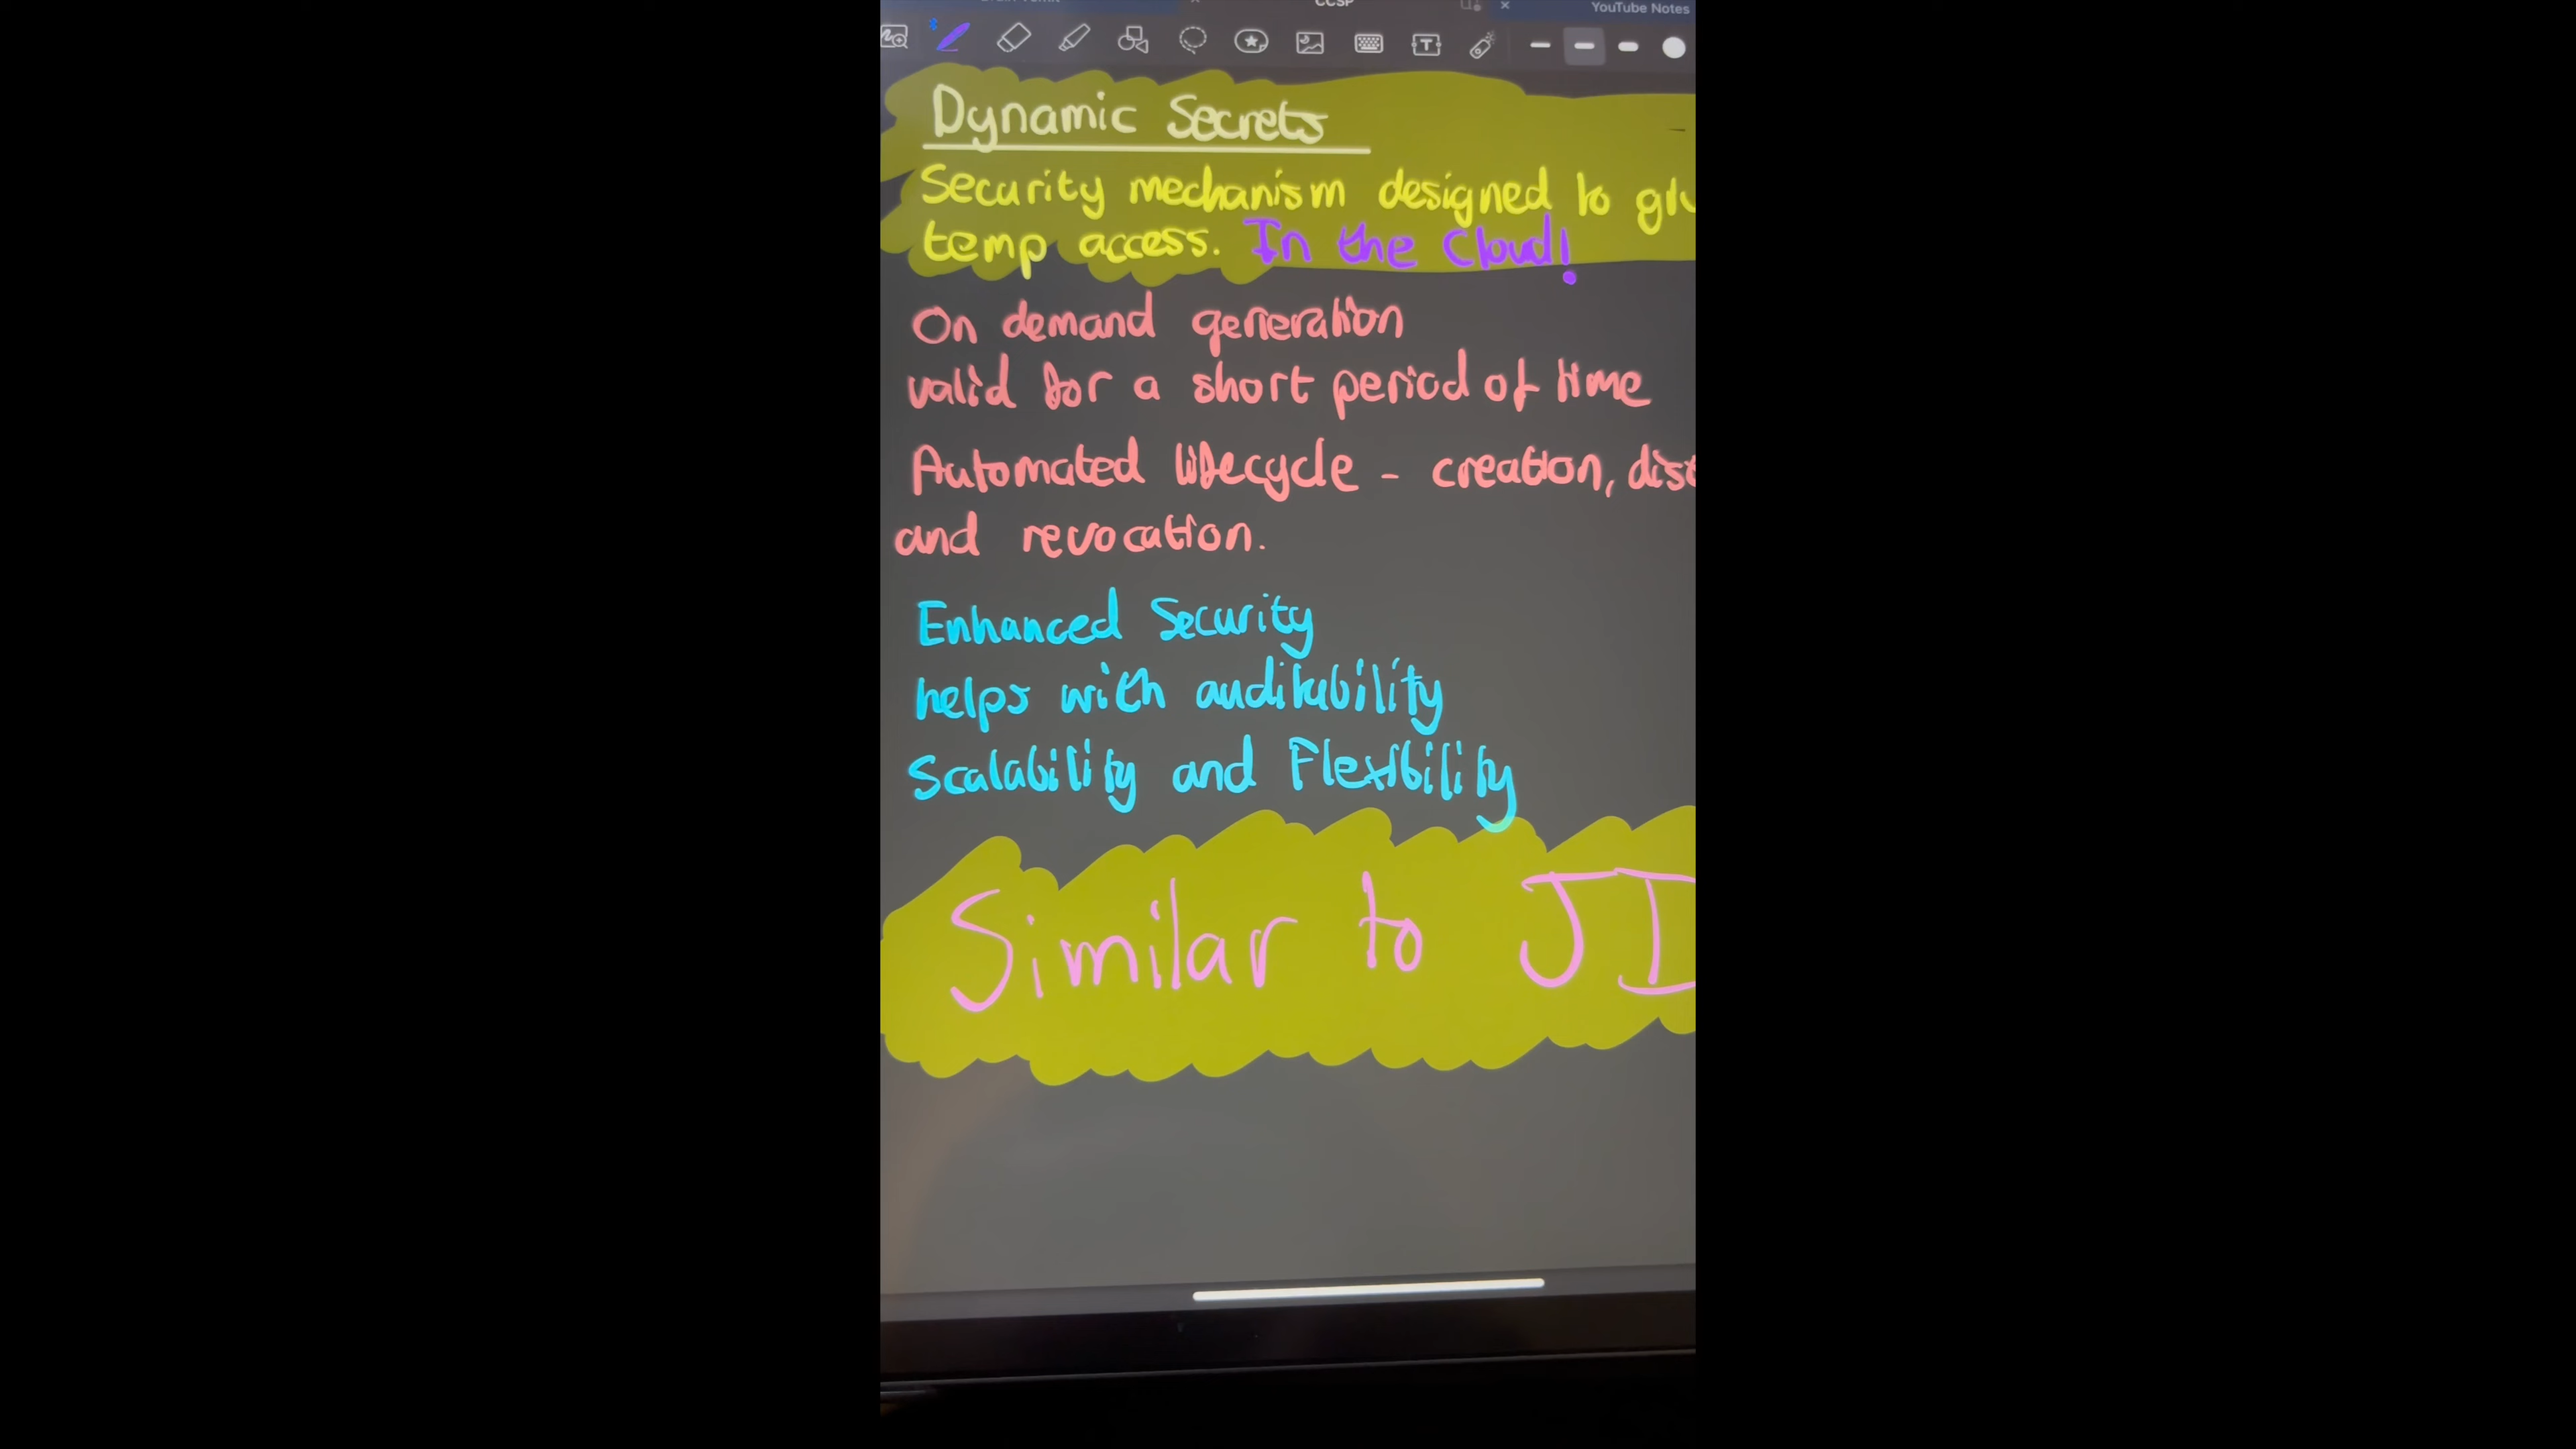 CCSP
YouTube Notes
Dynamic Secrets
Security mechanism designed to
temp access. In the Cloud!
On demand generation
valid for a short period of time
Automated lifecycle - creation,
and revocation.
Enhanced Security
helps with auditability
Scalability and Flexibility
Similar to